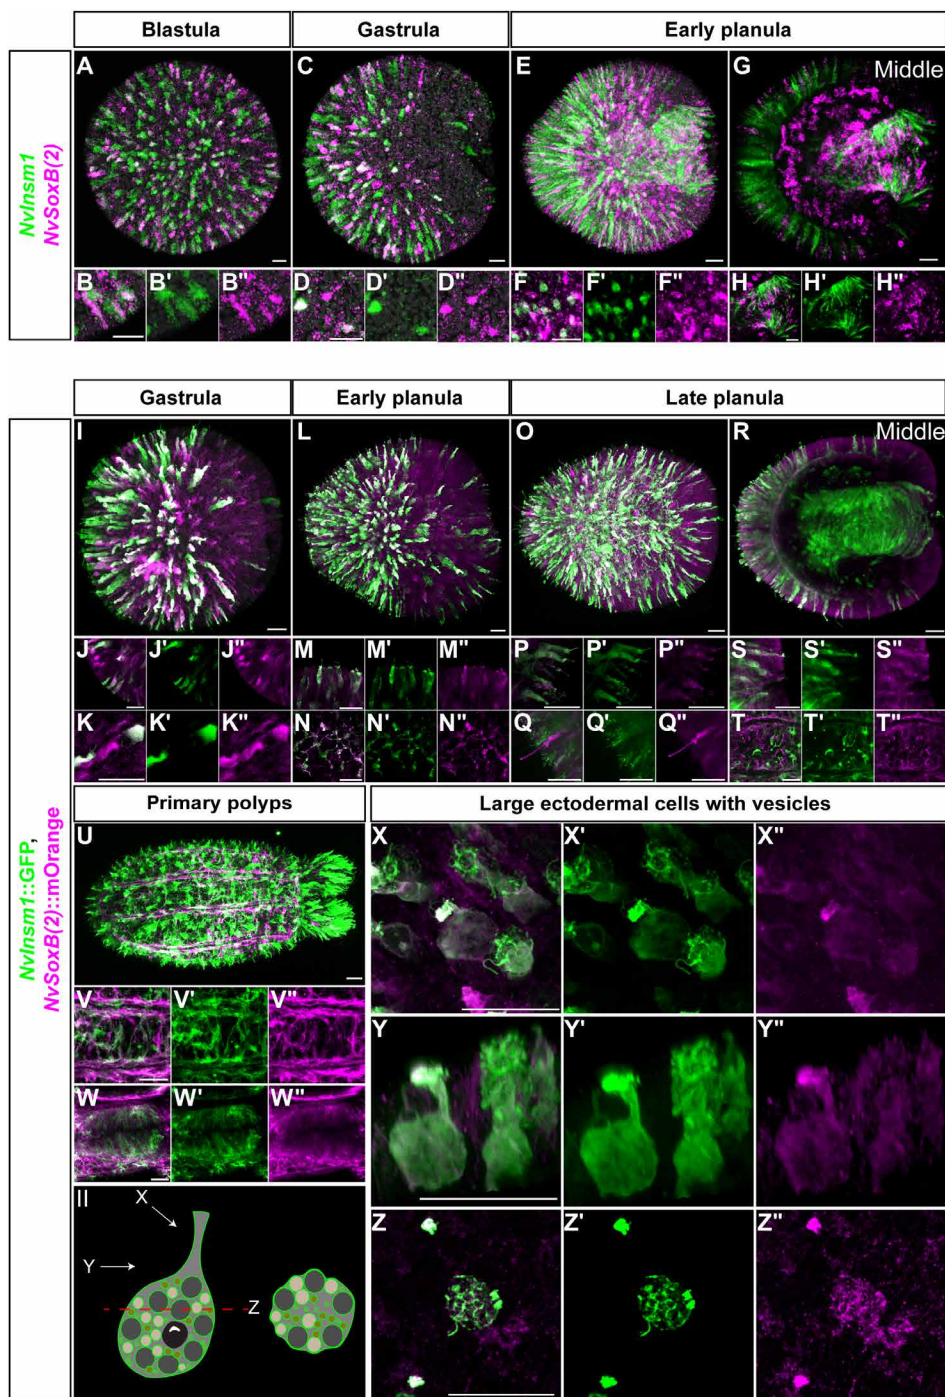 Blastula
Gastrula
Early planula
NvInsm1
NvSoxB(2)
A
C
E
G
Middle
B
B'
B"
D
D'
D"
F
F'
F"
H
H'
H"
Gastrula
Early planula
Late planula
NvInsm1::GFP,
NvSoxB(2)::mOrange
I
L
O
R
Middle
J
J'
J"
M
M'
M"
P
P'
P"
S
S'
S"
K
K'
K"
N
N'
N"
Q
Q'
Q"
T
T'
T"
Primary polyps
Large ectodermal cells with vesicles
U
X
X'
X"
V
V'
V"
Y
Y'
Y"
W
W'
W"
II
X
Y
Z
Z
Z'
Z"